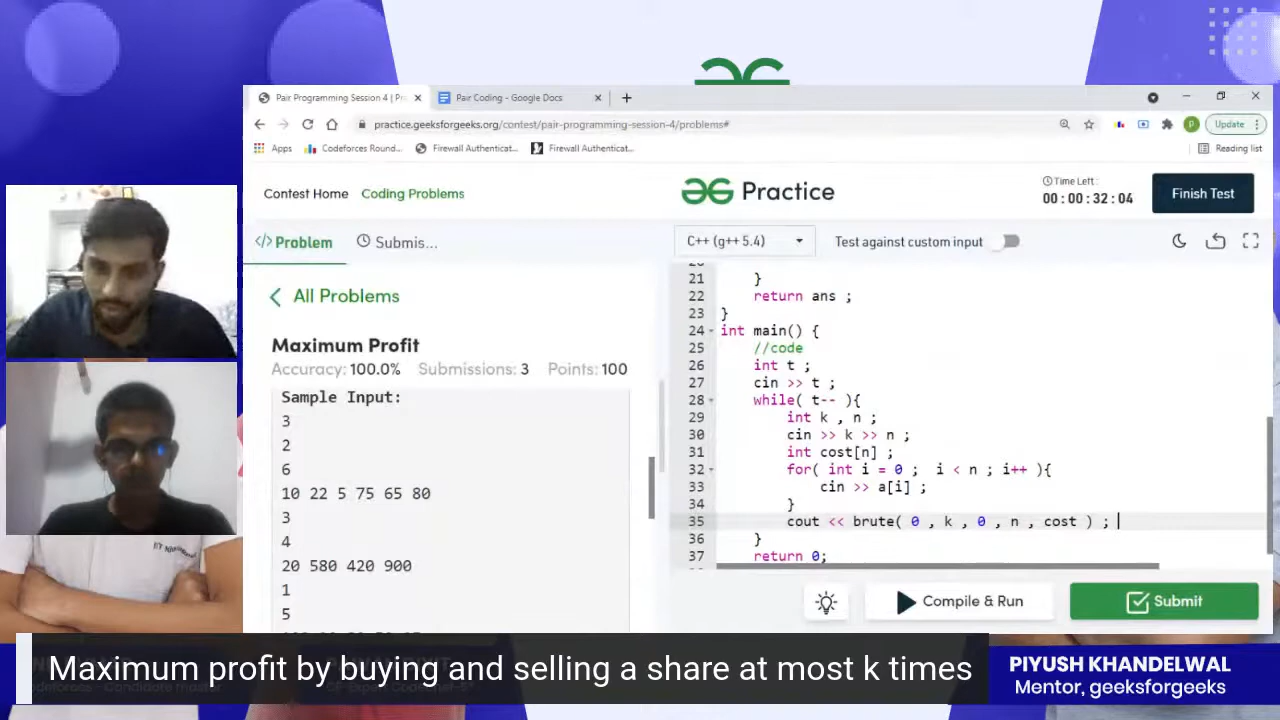 Pair Programming Session 4 | Pr
Pair Coding - Google Docs
practice.geeksforgeeks.org/contest/pair-programming-session-4/problems#
Update
Apps
Codeforces Round...
Firewall Authenticat...
Firewall Authenticat...
Reading list
Contest Home
Coding Problems
Practice
Time Left :
00 : 00 : 32 : 04
Finish Test
</> Problem
Submis...
C++ (g++ 5.4)
Test against custom input
All Problems
Maximum Profit
Accuracy: 100.0% Submissions: 3 Points: 100
Sample Input:
3
2
6
10 22 5 75 65 80
3
4
20 580 420 900
1
5
20
21 }
22 return ans ;
23 }
24 int main() {
25 //code
26 int t ;
27 cin >> t ;
28 while( t-- ){
29 int k , n ;
30 cin >> k >> n ;
31 int cost[n] ;
32 for( int i = 0 ; i < n ; i++ ){
33 cin >> a[i] ;
34 }
35 cout << brute( 0 , k , 0 , n , cost ) ;
36 }
37 return 0;
Compile & Run
Submit
Maximum profit by buying and selling a share at most k times
PIYUSH KHANDELWAL
Mentor, geeksforgeeks